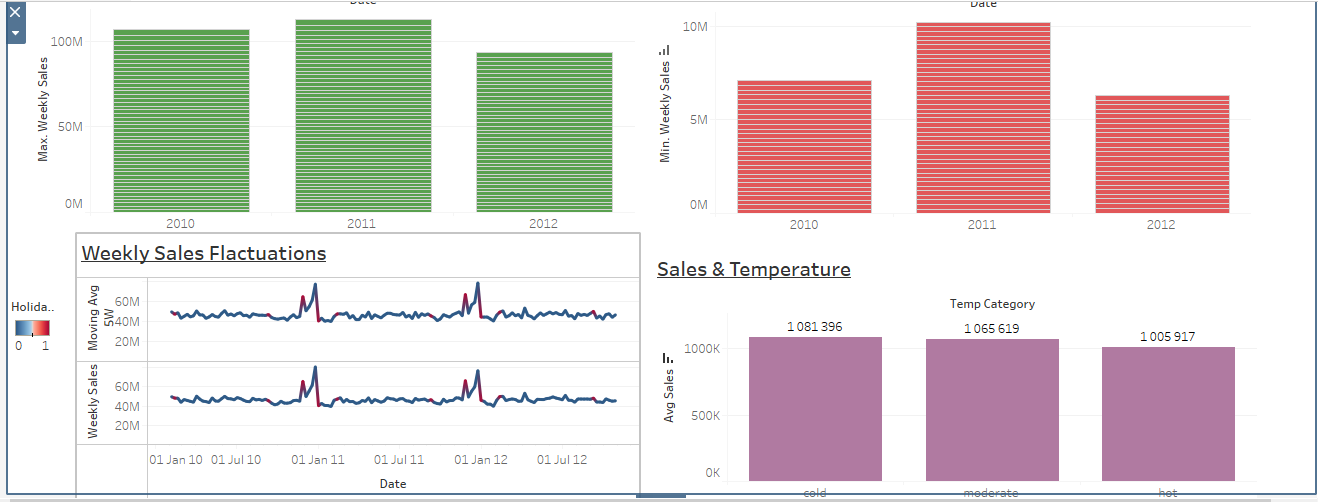 Date
Max. Weekly Sales
100M
50M
0M
2010
2011
2012
Date
Min. Weekly Sales
10M
5M
0M
2010
2011
2012
Weekly Sales Flactuations
Holida..
0
1
Moving Avg
5W
60M
40M
20M
Weekly Sales
60M
40M
20M
01 Jan 10
01 Jul 10
01 Jan 11
01 Jul 11
01 Jan 12
01 Jul 12
Date
Sales & Temperature
Temp Category
Avg Sales
1000K
500K
0K
1 081 396
1 065 619
1 005 917
cold
moderate
hot